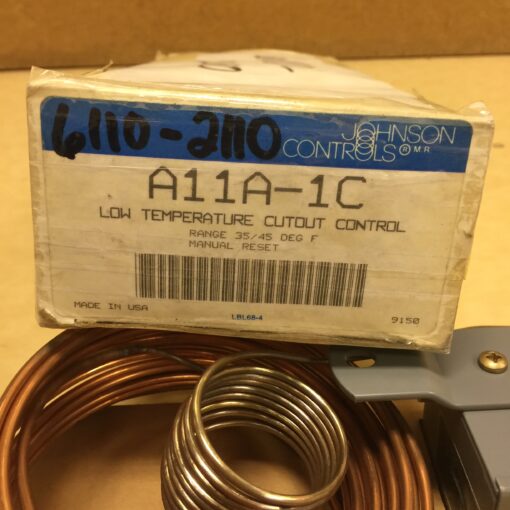 6110-2110
JOHNSON
CONTROLS ® M R
A11A-1C
LOW TEMPERATURE CUTOUT CONTROL
RANGE 35/45 DEG F
MANUAL RESET
MADE IN USA
LBL68-4
9150